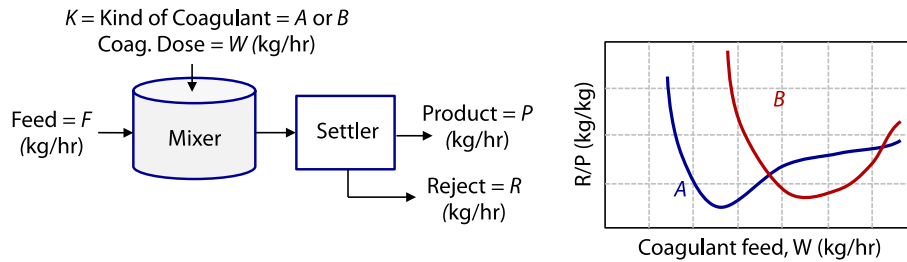 K = Kind of Coagulant = A or B
Coag. Dose = W (kg/hr)
Feed = F
(kg/hr)
Mixer
Settler
Product = P
(kg/hr)
Reject = R
(kg/hr)
R/P (kg/kg)
A
B
Coagulant feed, W (kg/hr)